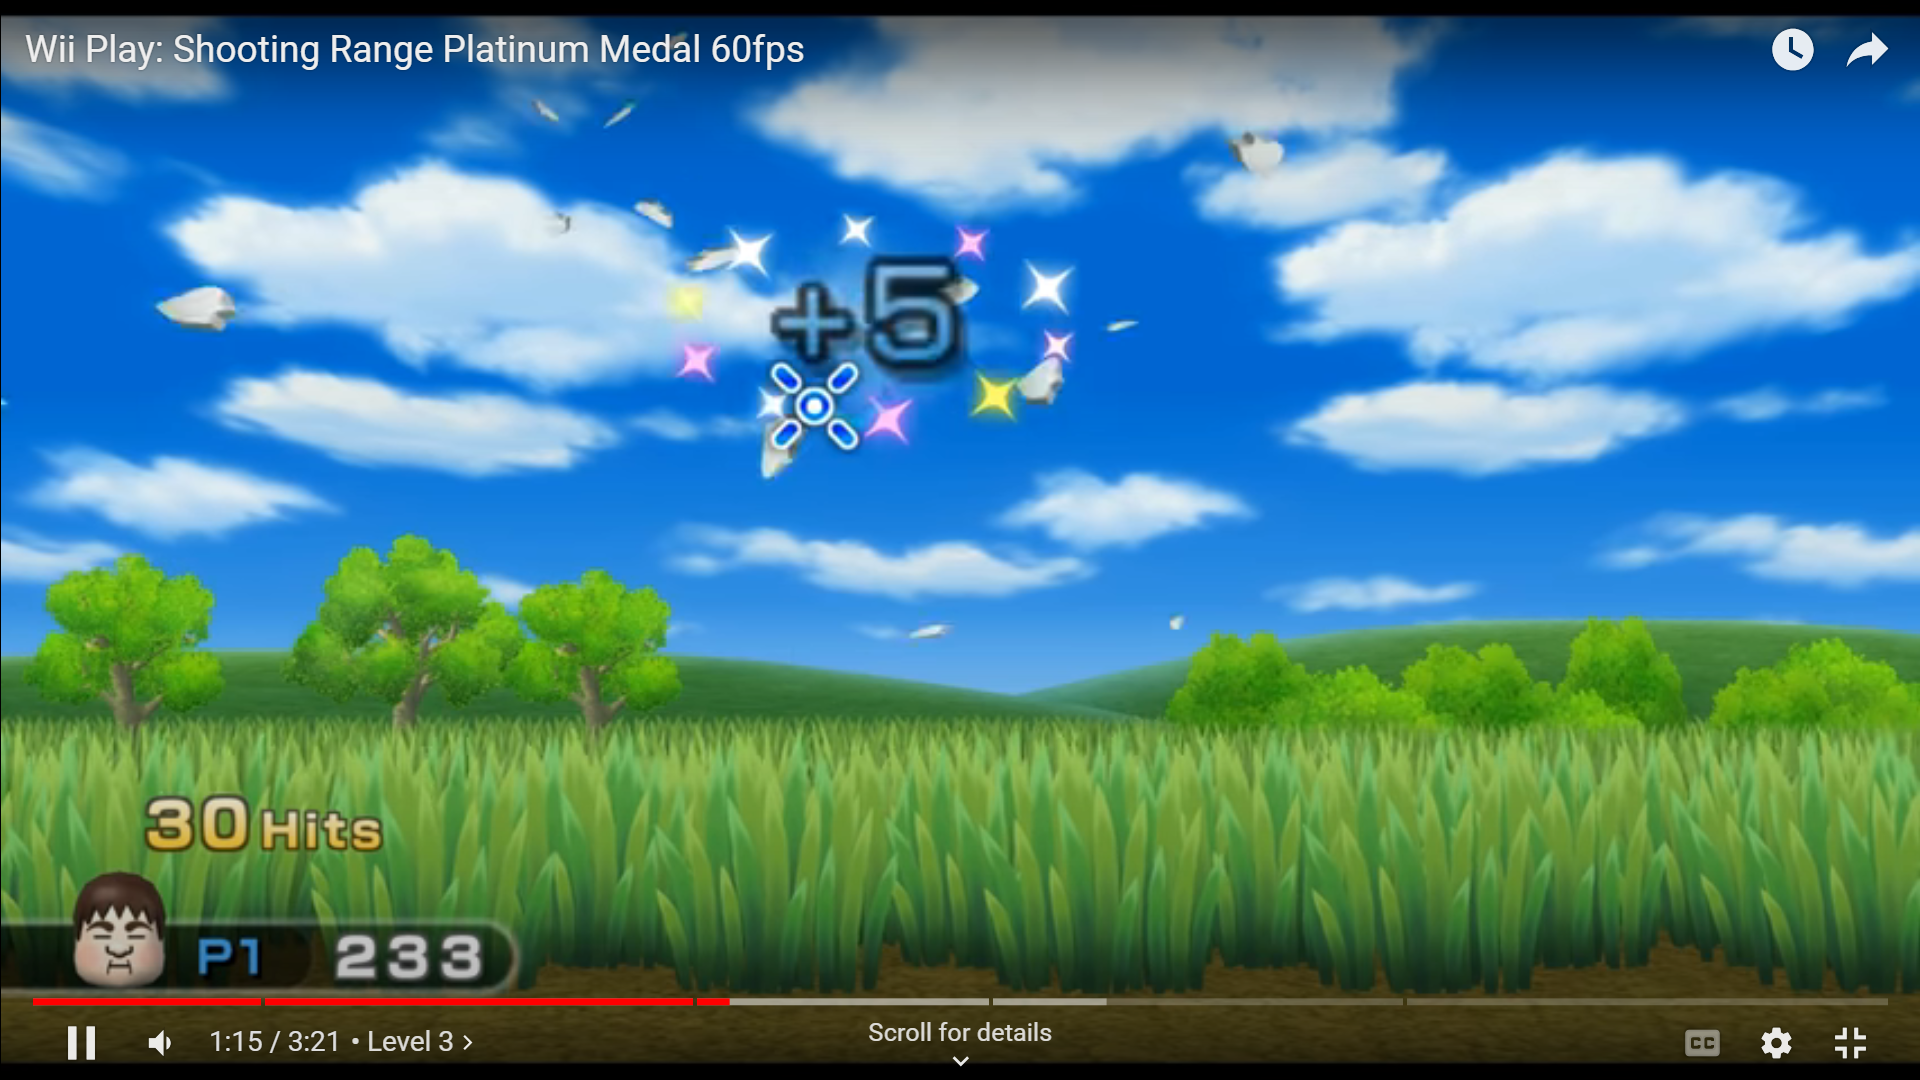 Wii Play: Shooting Range Platinum Medal 60fps
+5
30 Hits
P1 233
1:15 / 3:21 • Level 3 ›
Scroll for details
CC